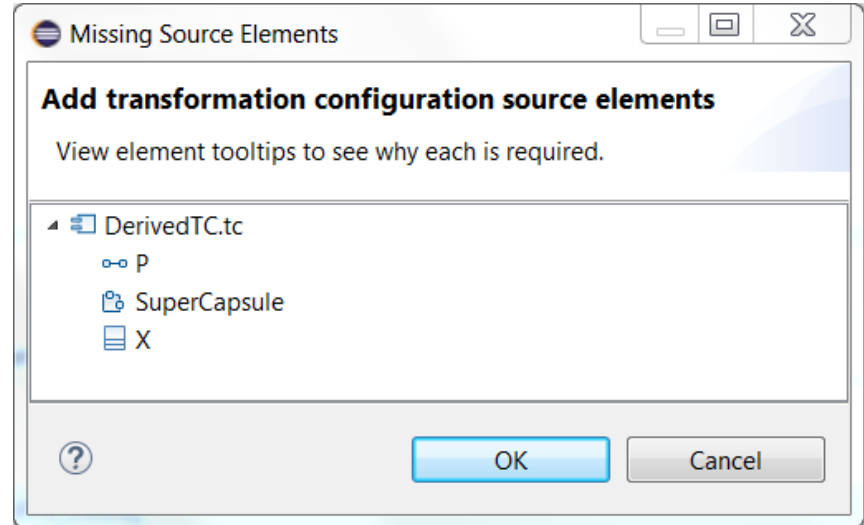 Missing Source Elements
Add transformation configuration source elements
View element tooltips to see why each is required.
DerivedTC.tc
P
SuperCapsule
X
?
OK Cancel